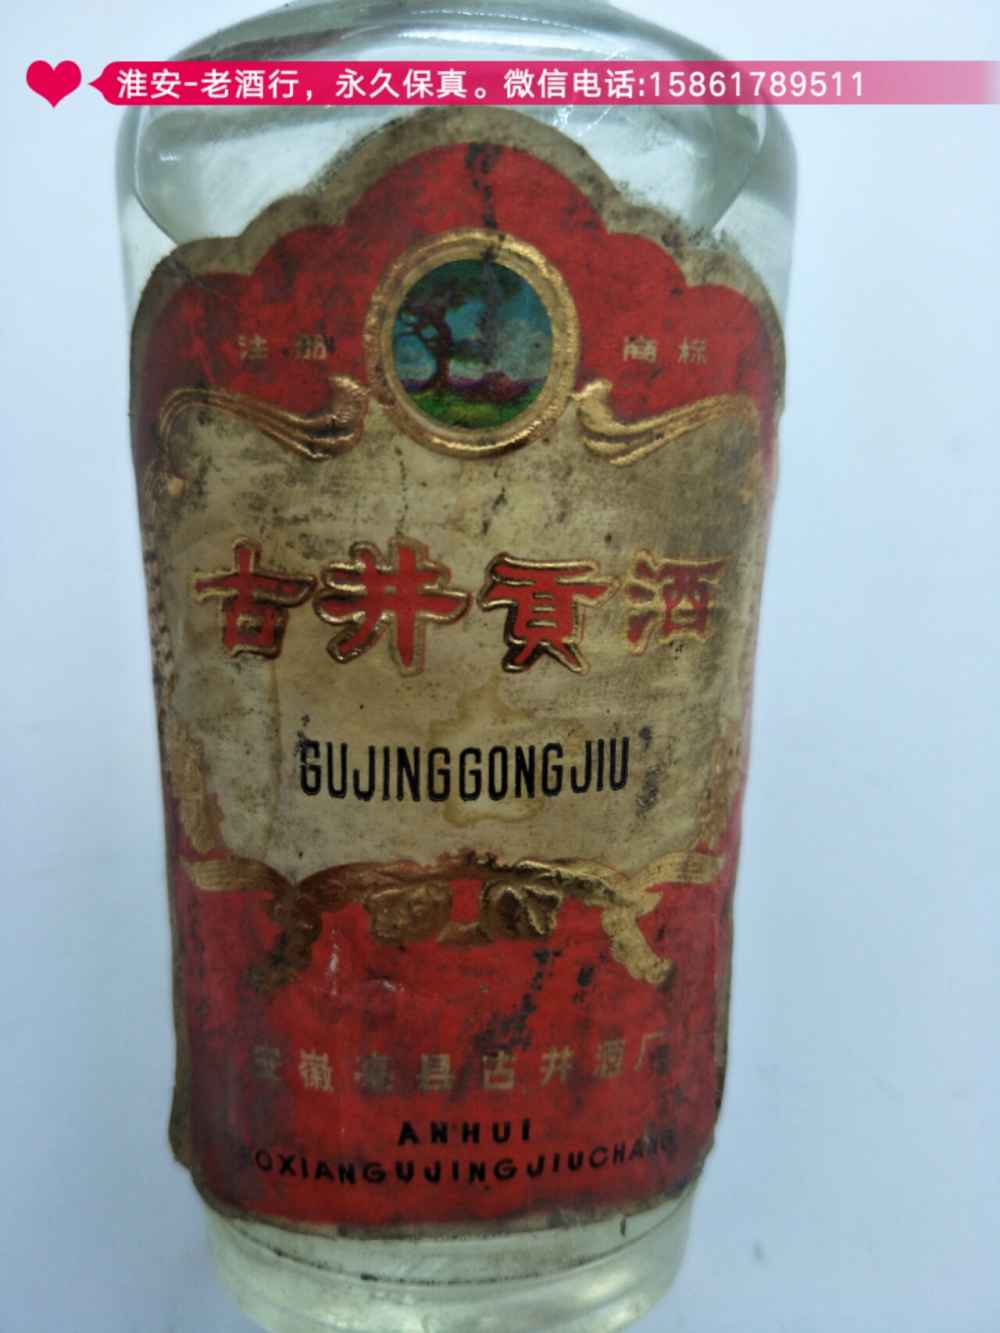 淮安-老酒行，永久保真。微信电话:15861789511
注册 商标
古井贡酒
GUJINGGONGJIU
安徽亳县古井酒厂
ANHUI
OXIANGUJINGJIUCHANG